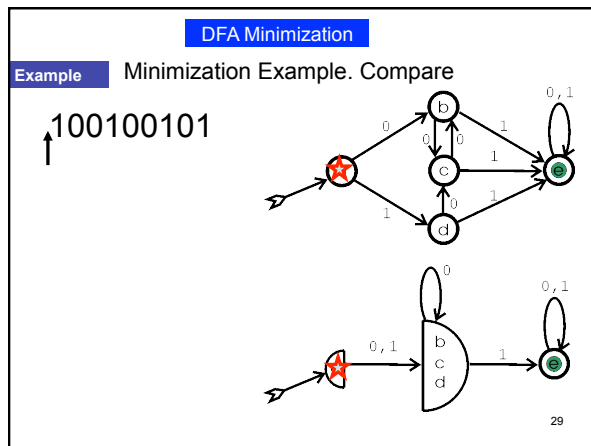 DFA Minimization
Example
Minimization Example. Compare
100100101
b
0,1
0
1
0
0
c
1
e
1
0
1
d
0
0,1
0,1
b
c
d
1
e
29